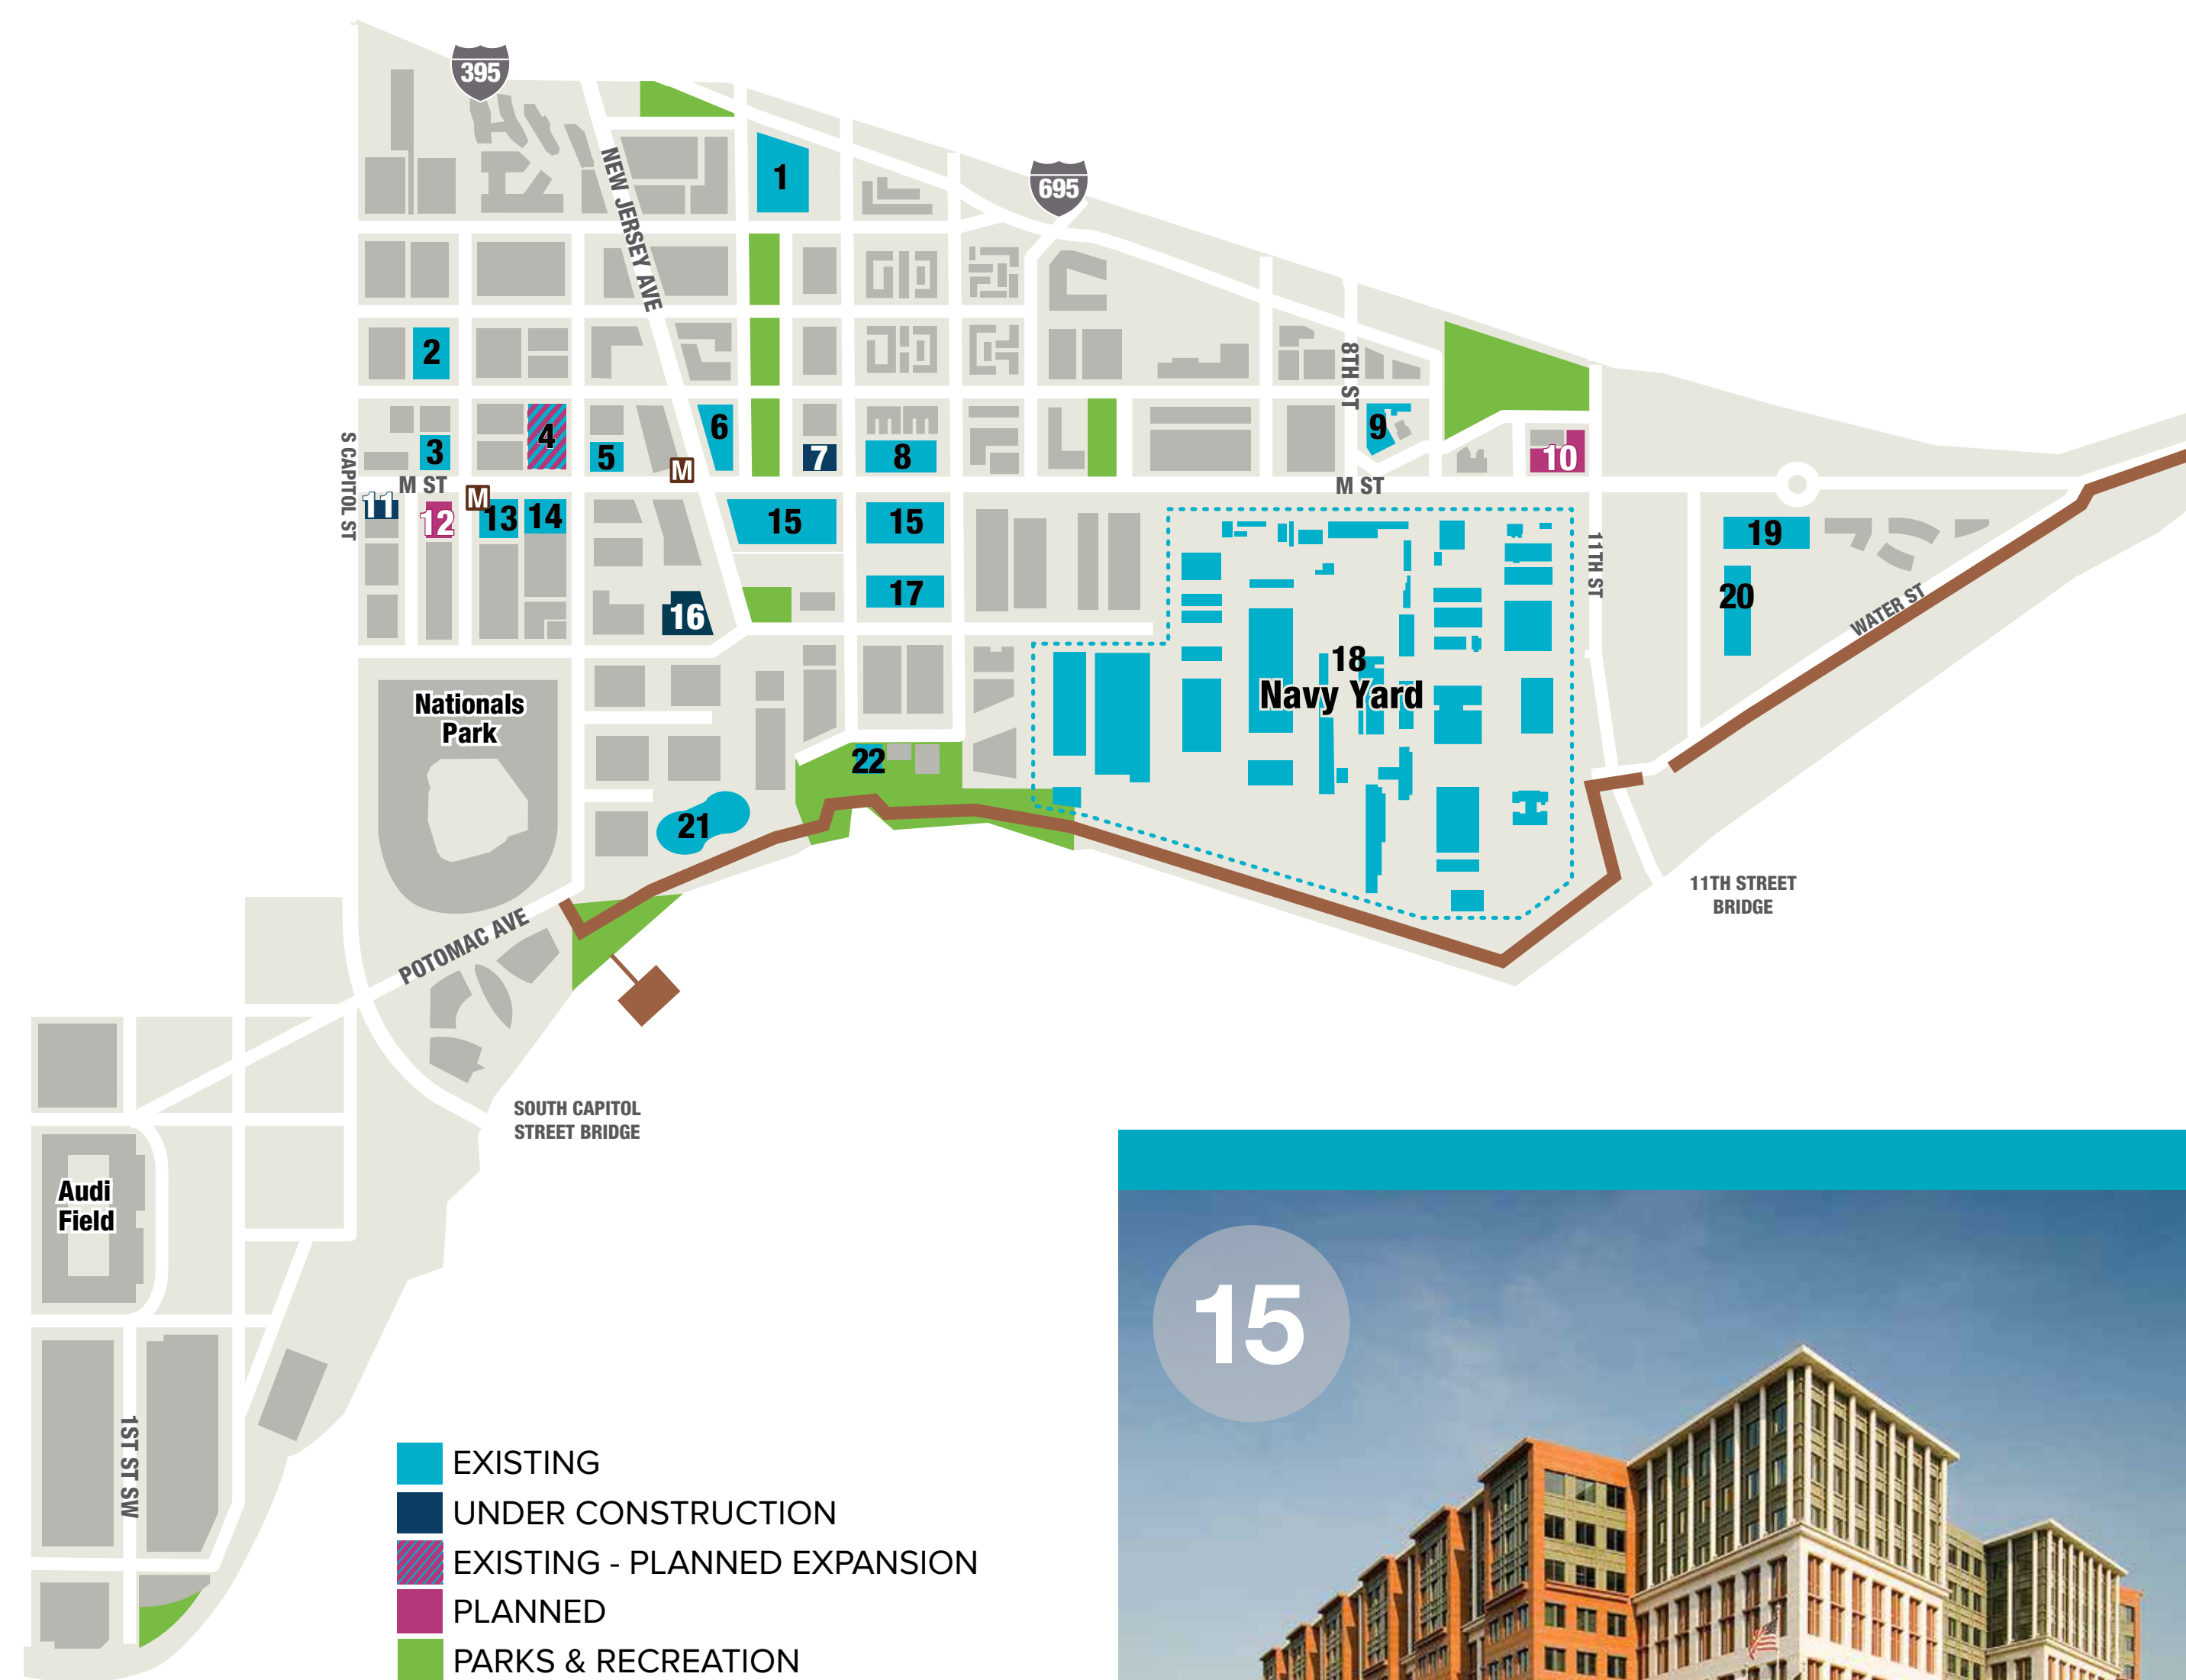 395
695
NEW JERSEY AVE
1
2
8TH ST
3
4
5
6
7
8
9
10
S CAPITOL ST
M ST
M
M
M ST
11
12
13
14
15
15
16
17
11TH ST
18
Navy Yard
19
20
WATER ST
Nationals
Park
21
22
POTOMAC AVE
11TH STREET
BRIDGE
SOUTH CAPITOL
STREET BRIDGE
Audi
Field
1ST ST SW
EXISTING
UNDER CONSTRUCTION
EXISTING - PLANNED EXPANSION
PLANNED
PARKS & RECREATION
15